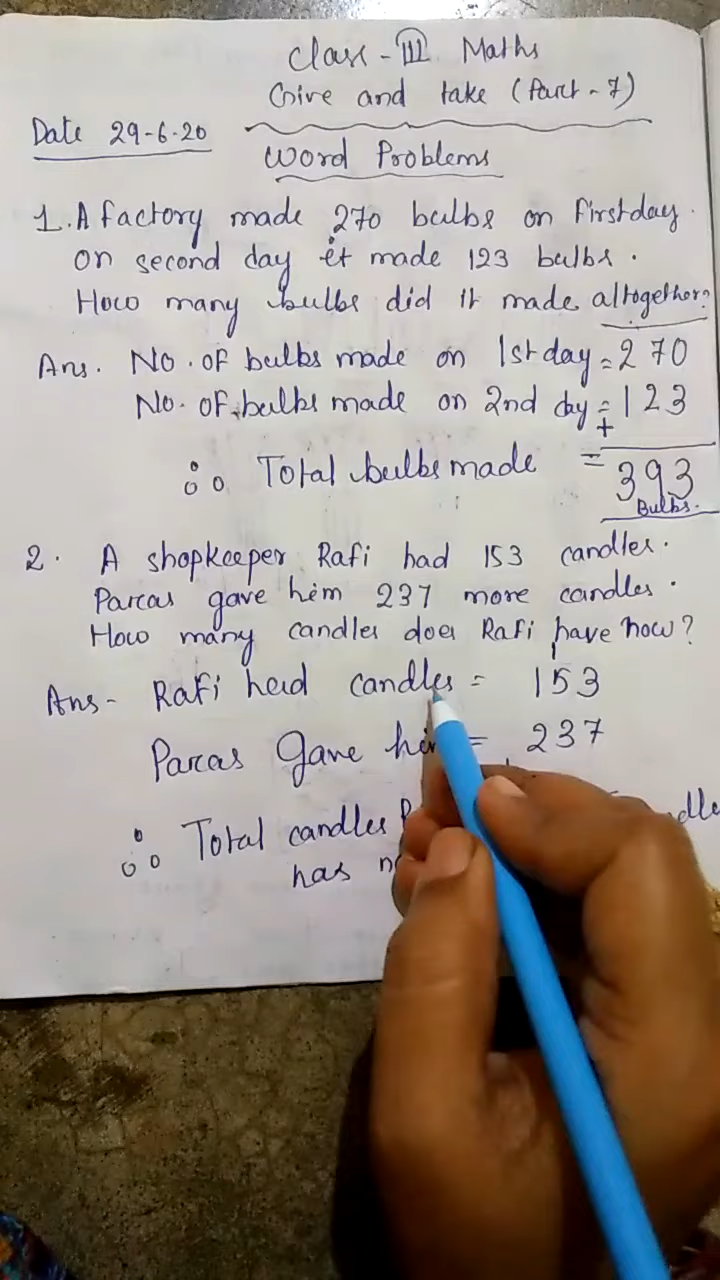 Class - III Maths
Give and take (Part - 7)
Date 29-6-20
Word Problems
1. A factory made 270 bulbs on first day.
on second day it made 123 bulbs.
How many bulbs did it made altogether?
Ans. No. of bulbs made on 1st day = 270
No. of bulbs made on 2nd day = 123
+
∴ Total bulbs made = 393
Bulbs.
2. A shopkeeper Rafi had 153 candles.
Paras gave him 237 more candles.
How many candles does Rafi have now?
1
Ans - Rafi had candles = 153
Paras Gave him = 237
∴ Total candles
has